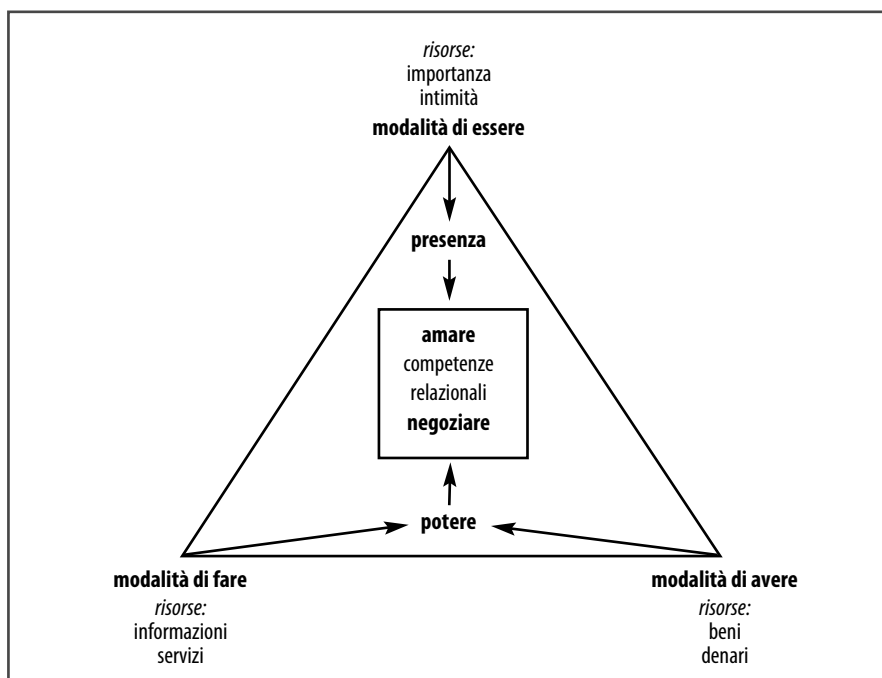 risorse:
importanza
intimità
modalità di essere
presenza
amare
competenze
relazionali
negoziare
potere
modalità di fare
risorse:
informazioni
servizi
modalità di avere
risorse:
beni
denari